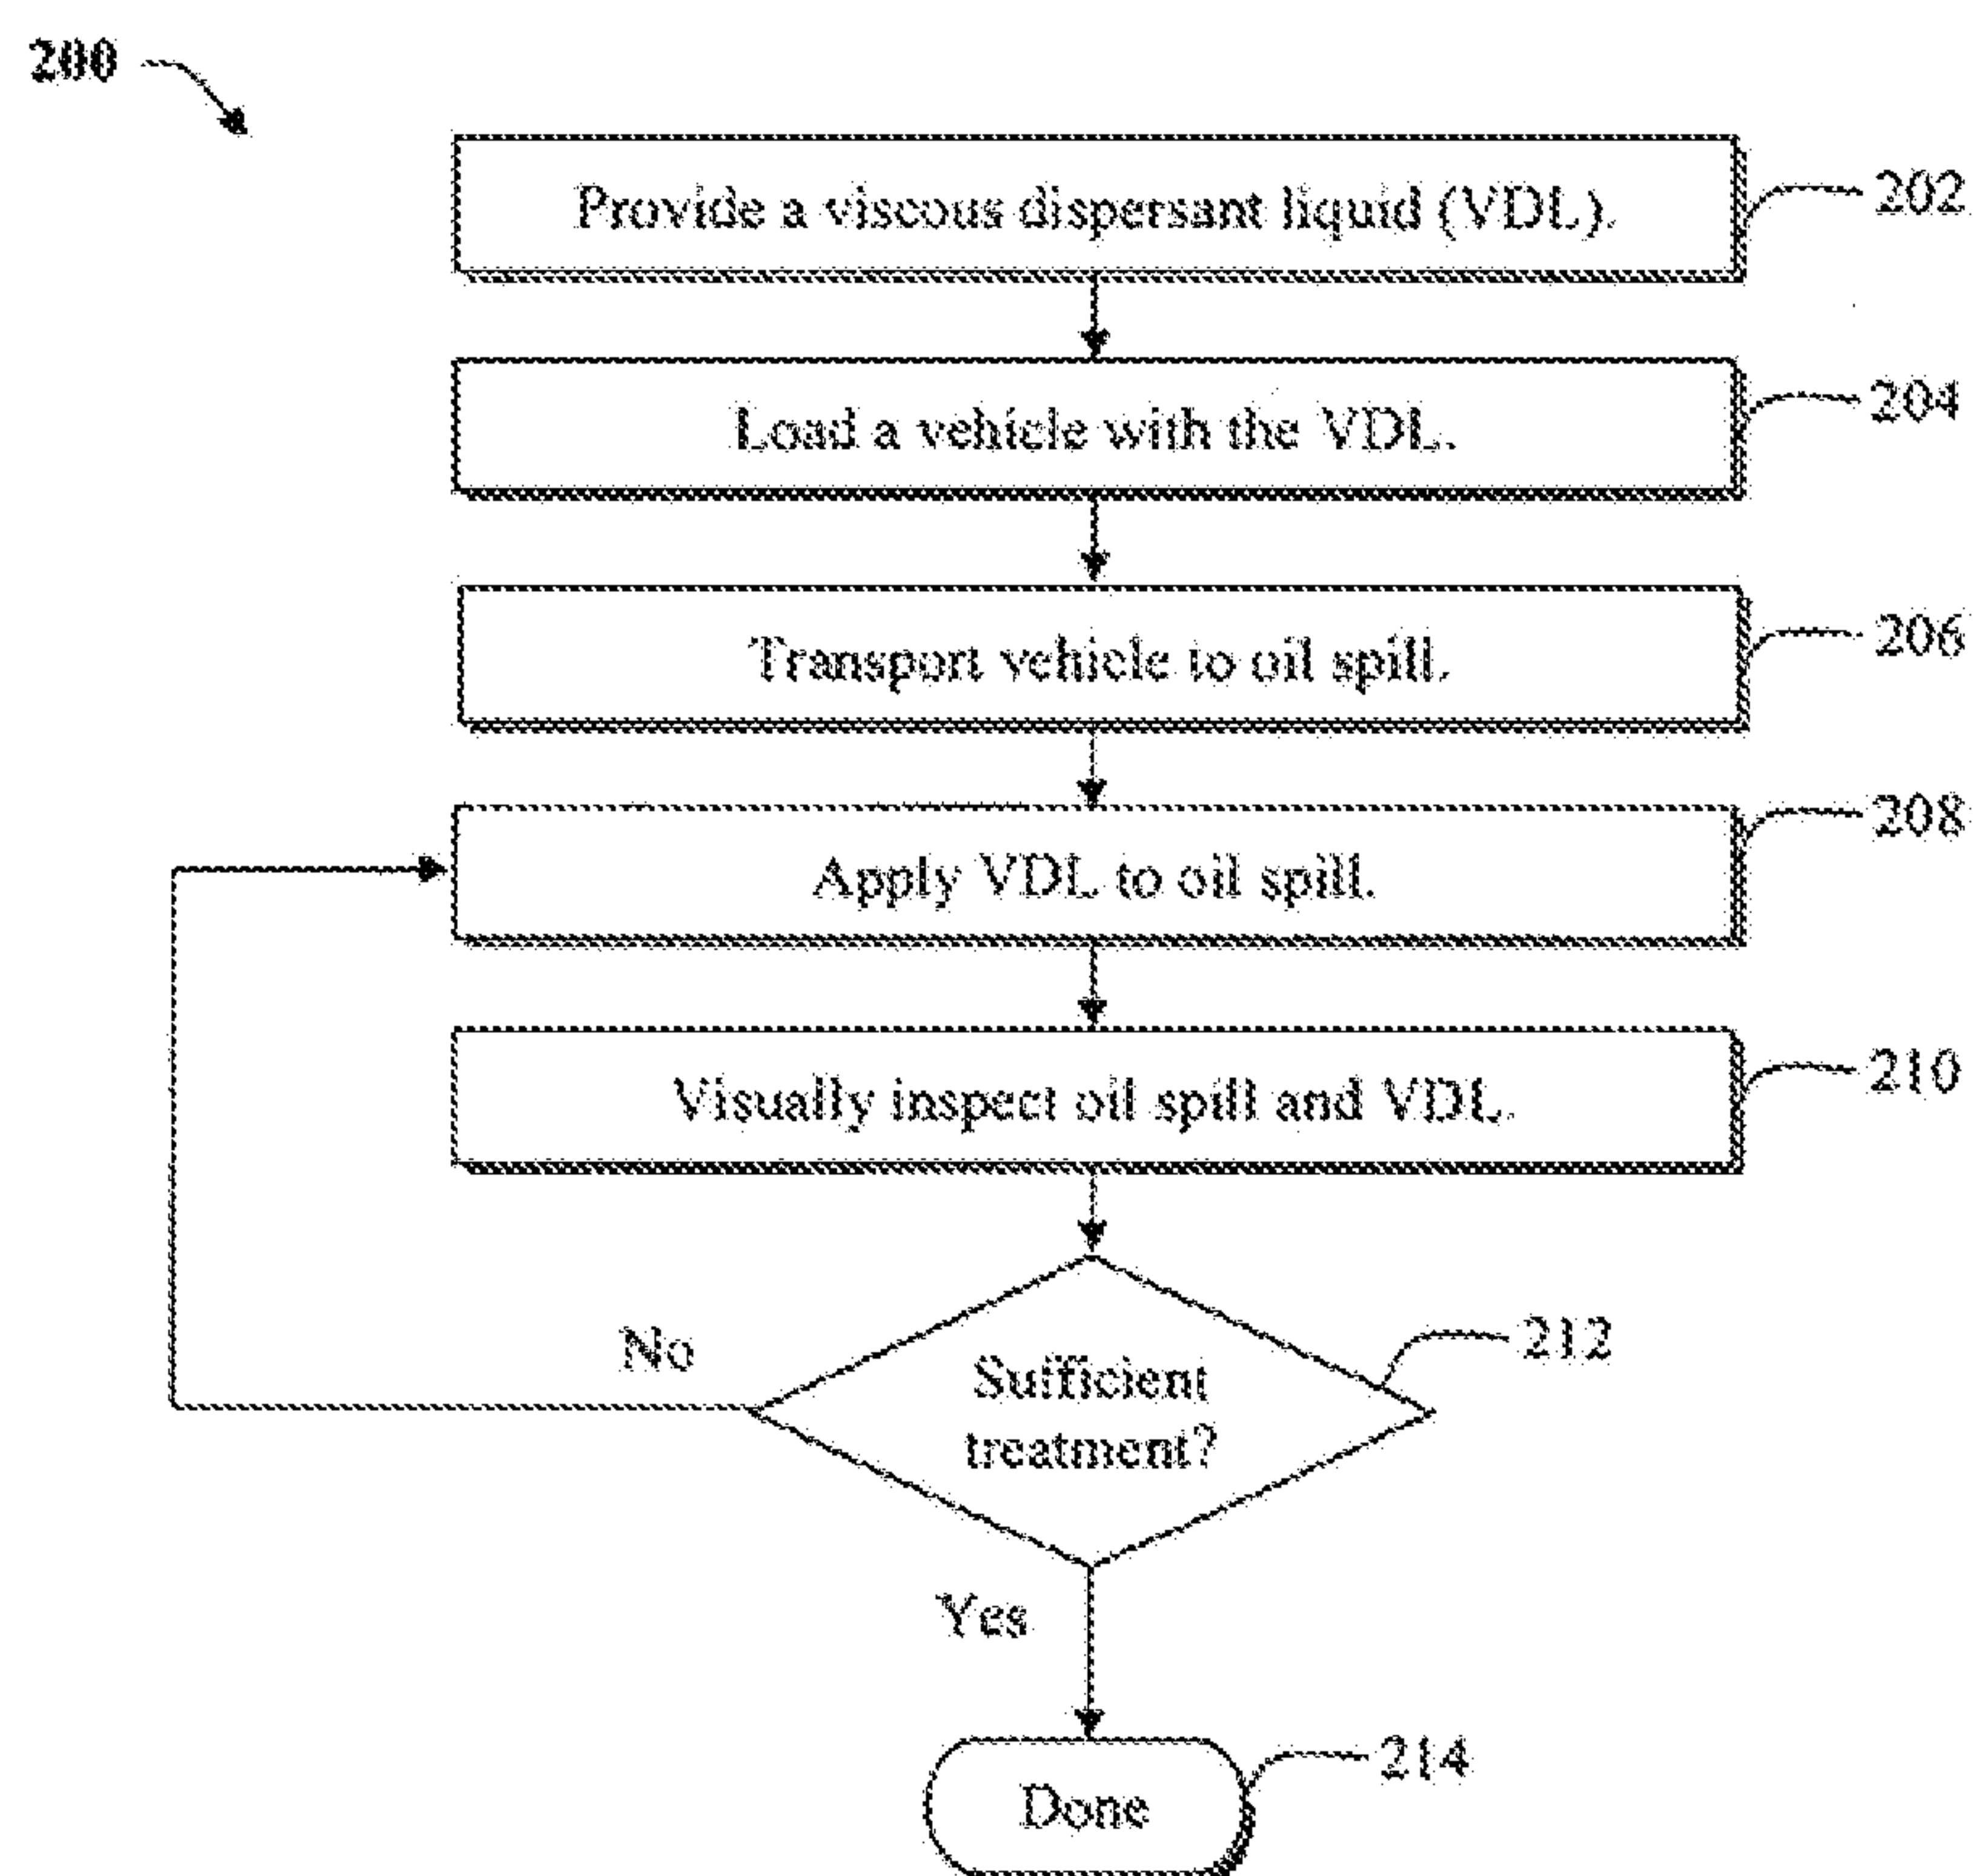 200
Provide a viscous dispersant liquid (VDL).
202
Load a vehicle with the VDL.
204
Transport vehicle to oil spill.
206
Apply VDL to oil spill.
208
Visually inspect oil spill and VDL.
210
Sufficient
treatment?
212
No
Yes
Done
214